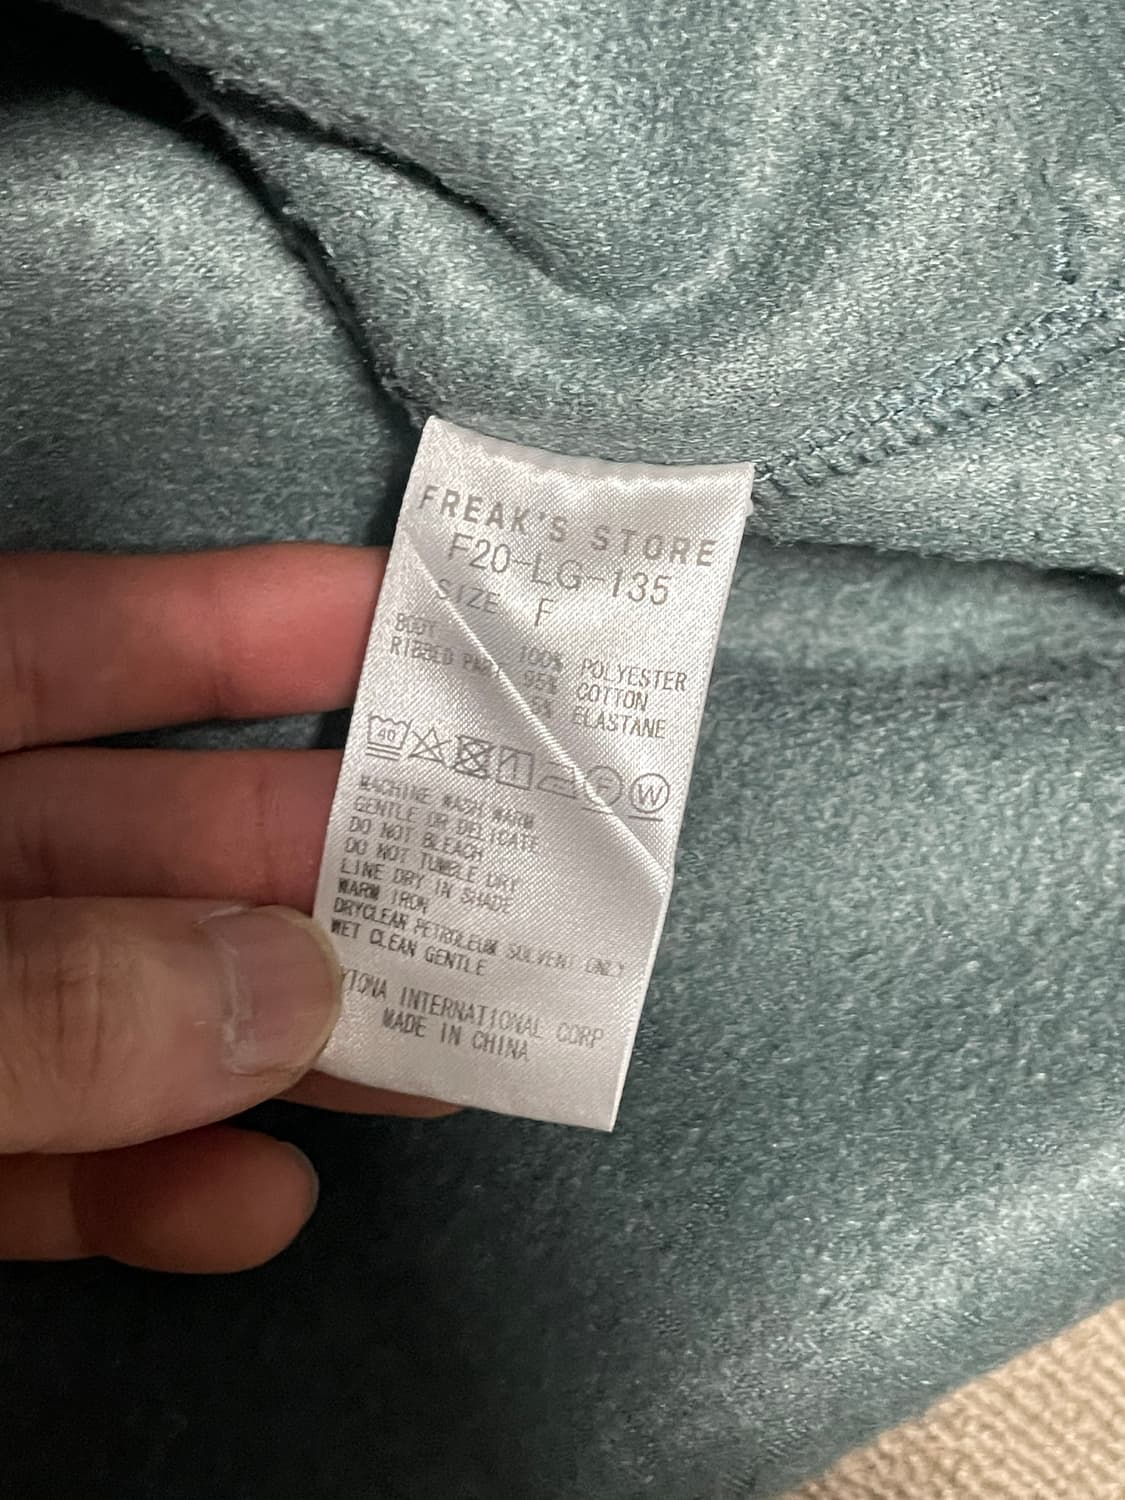 FREAK'S STORE
F20-LG-135
SIZE F
BODY 100% POLYESTER
RIBBED 95% COTTON
5% ELASTANE
40 F W
MACHINE WASH WARM
GENTLE OR DELICATE
DO NOT BLEACH
DO NOT TUMBLE DRY
LINE DRY IN SHADE
WARM IRON
DRYCLEAN PETROLEUM SOLVENT ONLY
WET CLEAN GENTLE
YTONA INTERNATIONAL CORP
MADE IN CHINA